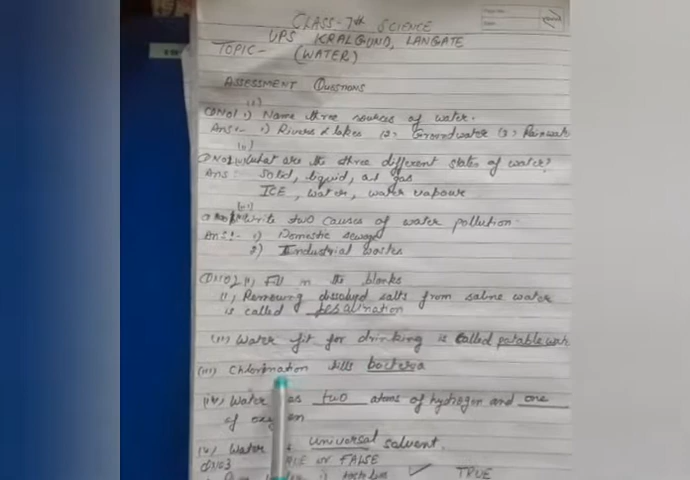 CLASS-7th SCIENCE
UPS KRALGUND, LANGATE
TOPIC- (WATER)
ASSESSMENT Questions
(i)
QNo1 i) Name three sources of water.
Ans:- 1) Rivers & lakes (2) Groundwater (3) Rainwater
(ii)
What are the three different states of water?
Ans: Solid, liquid, and gas
ICE, water, water vapour
(iii)
Write two causes of water pollution.
Ans:- 1) Domestic sewage
2) Industrial wastes
QNo2 (i) Fill in the blanks
(i) Removing dissolved salts from saline water
is called desalination
(ii) Water fit for drinking is called potable wat
(iii) Chlorination kills bacteria
(iv) Water has two atoms of hydrogen and one
of oxygen
(v) Water universal solvent.
OR FALSE
TRUE